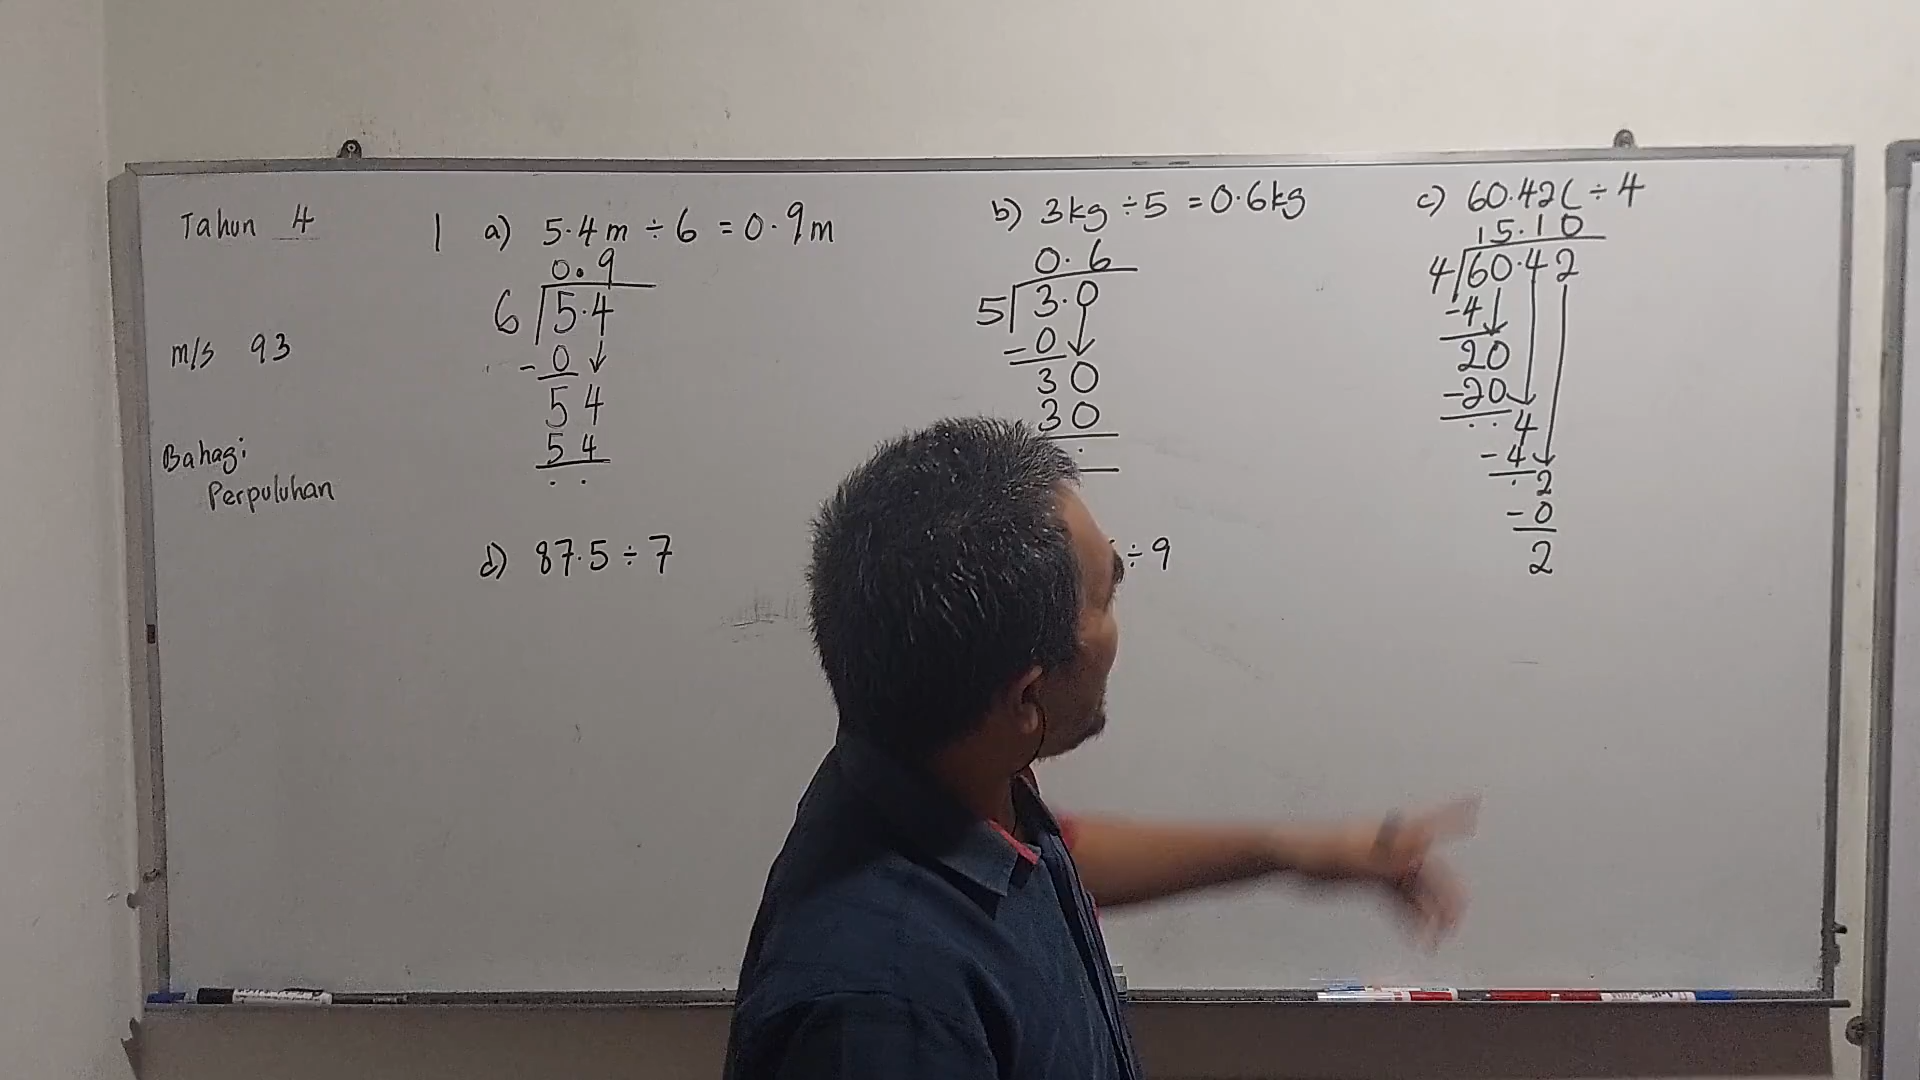 Tahun 4
m/s 93
Bahagi
Perpuluhan
1 a) 5.4m ÷ 6 = 0.9m
0.9
6 5.4
- 0
54
54
. .
b) 3kg ÷ 5 = 0.6kg
0.6
5 3.0
- 0
30
30
.
c) 60.42ℓ ÷ 4
15.10
4 60.42
-4
20
-20
. . 4
-4
. 2
-0
2
d) 87.5 ÷ 7
÷ 9